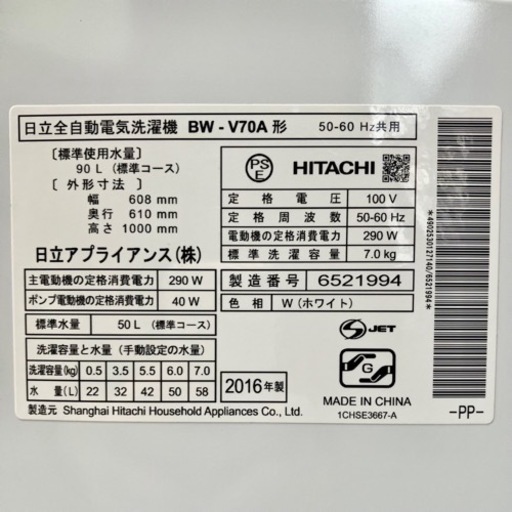 日立全自動電気洗濯機 BW - V70A 形 50-60 Hz共用
〔標準使用水量〕
90 L (標準コース)
〔外形寸法〕
幅 608 mm
奥行 610 mm
高さ 1000 mm
日立アプライアンス(株)
主電動機の定格消費電力 290 W
ポンプ電動機の定格消費電力 40 W
標準水量 50 L (標準コース)
洗濯容量と水量 (手動設定の水量)
洗濯容量(kg) 0.5 3.5 5.5 6.0 7.0
水量(L) 22 32 42 50 58
製造元 Shanghai Hitachi Household Appliances Co., Ltd.
PS
E
HITACHI
定格電圧 100 V
定格周波数 50-60 Hz
電動機の定格消費電力 290 W
標準洗濯容量 7.0kg
製造番号 6521994
色相 W (ホワイト)
2016年製
JET
G
MADE IN CHINA
1CHSE3667-A
*4902530127140/6521994*
-PP-